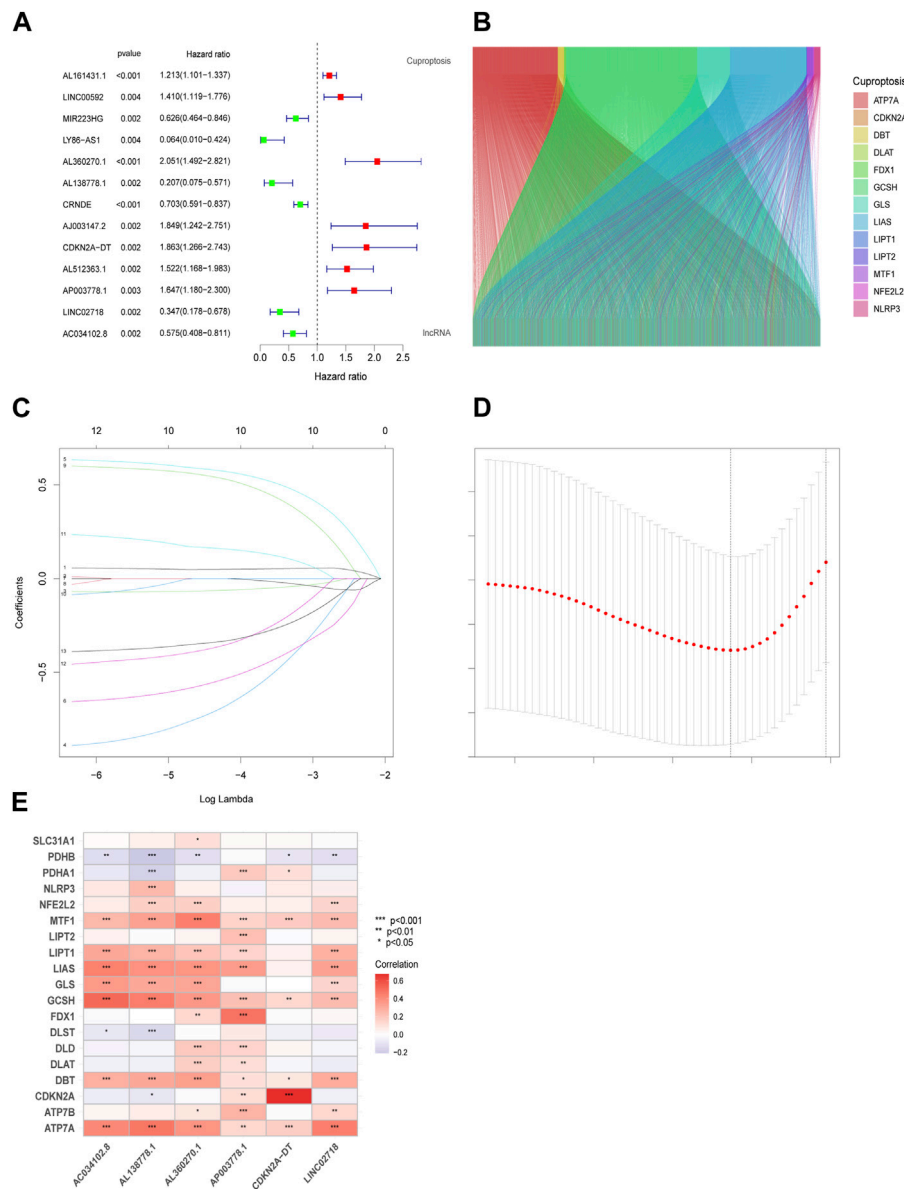 A
pvalue Hazard ratio
Cuproptosis
AL161431.1 <0.001 1.213(1.101−1.337)
LINC00592 0.004 1.410(1.119−1.776)
MIR223HG 0.002 0.626(0.464−0.846)
LY86−AS1 0.004 0.064(0.010−0.424)
AL360270.1 <0.001 2.051(1.492−2.821)
AL138778.1 0.002 0.207(0.075−0.571)
CRNDE <0.001 0.703(0.591−0.837)
AJ003147.2 0.002 1.849(1.242−2.751)
CDKN2A−DT 0.002 1.863(1.266−2.743)
AL512363.1 0.002 1.522(1.168−1.983)
AP003778.1 0.003 1.647(1.180−2.300)
LINC02718 0.002 0.347(0.178−0.678)
AC034102.8 0.002 0.575(0.408−0.811)
lncRNA
0.0 0.5 1.0 1.5 2.0 2.5
Hazard ratio
B
Cuproptosis
ATP7A
CDKN2A
DBT
DLAT
FDX1
GCSH
GLS
LIAS
LIPT1
LIPT2
MTF1
NFE2L2
NLRP3
C
12 10 10 10 0
0.5
0.0
−0.5
Coefficients
5
9
11
1
8
3
13
12
6
4
−6 −5 −4 −3 −2
Log Lambda
D
E
SLC31A1 *
PDHB ** *** ** * **
PDHA1 *** *** *
NLRP3 ***
NFE2L2 *** *** ***
MTF1 *** *** *** *** *** ***
LIPT2 ***
LIPT1 *** *** *** *** ***
LIAS *** *** *** *** ***
GLS *** *** *** ***
GCSH *** *** *** *** ** ***
FDX1 ** ***
DLST * ***
DLD *** ***
DLAT *** **
DBT *** *** *** * * ***
CDKN2A * ** ***
ATP7B * *** **
ATP7A *** *** *** ** *** ***
AC034102.8 AL138778.1 AL360270.1 AP003778.1 CDKN2A−DT LINC02718
*** p<0.001
** p<0.01
* p<0.05
Correlation
0.6
0.4
0.2
0.0
−0.2